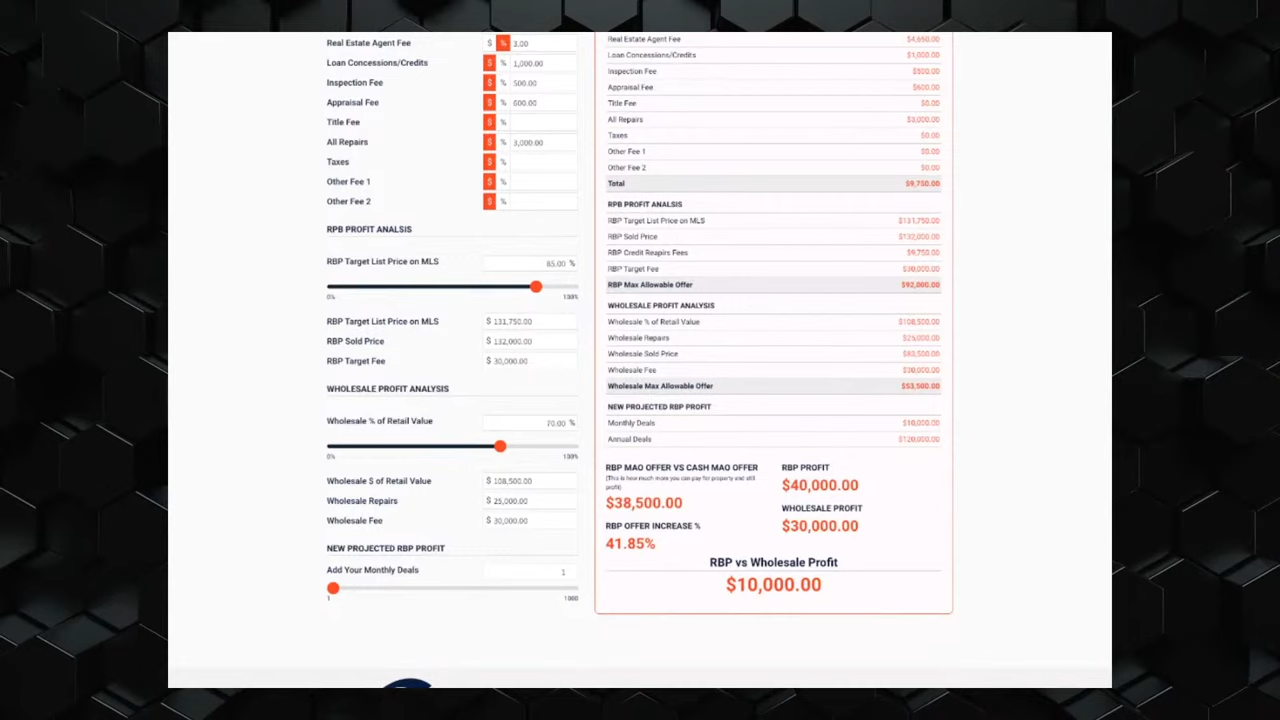 Real Estate Agent Fee $ % 3.00
Loan Concessions/Credits $ % 1,000.00
Inspection Fee $ % 500.00
Appraisal Fee $ % 600.00
Title Fee $ %
All Repairs $ % 3,000.00
Taxes $ %
Other Fee 1 $ %
Other Fee 2 $ %
RPB PROFIT ANALSIS
RBP Target List Price on MLS 85.00 %
0% 100%
RBP Target List Price on MLS $ 131,750.00
RBP Sold Price $ 132,000.00
RBP Target Fee $ 30,000.00
WHOLESALE PROFIT ANALYSIS
Wholesale % of Retail Value 70.00 %
0% 100%
Wholesale $ of Retail Value $ 108,500.00
Wholesale Repairs $ 25,000.00
Wholesale Fee $ 30,000.00
NEW PROJECTED RBP PROFIT
Add Your Monthly Deals 1
1 1000
Real Estate Agent Fee $4,650.00
Loan Concessions/Credits $1,000.00
Inspection Fee $500.00
Appraisal Fee $600.00
Title Fee $0.00
All Repairs $3,000.00
Taxes $0.00
Other Fee 1 $0.00
Other Fee 2 $0.00
Total $9,750.00
RPB PROFIT ANALSIS
RBP Target List Price on MLS $131,750.00
RBP Sold Price $132,000.00
RBP Credit Reapirs Fees $9,750.00
RBP Target Fee $30,000.00
RBP Max Allowable Offer $92,000.00
WHOLESALE PROFIT ANALYSIS
Wholesale % of Retail Value $108,500.00
Wholesale Repairs $25,000.00
Wholesale Sold Price $83,500.00
Wholesale Fee $30,000.00
Wholesale Max Allowable Offer $53,500.00
NEW PROJECTED RBP PROFIT
Monthly Deals $10,000.00
Annual Deals $120,000.00
RBP MAO OFFER VS CASH MAO OFFER
(This is how much more you can pay for property and still
profit)
$38,500.00
RBP OFFER INCREASE %
41.85%
RBP PROFIT
$40,000.00
WHOLESALE PROFIT
$30,000.00
RBP vs Wholesale Profit
$10,000.00